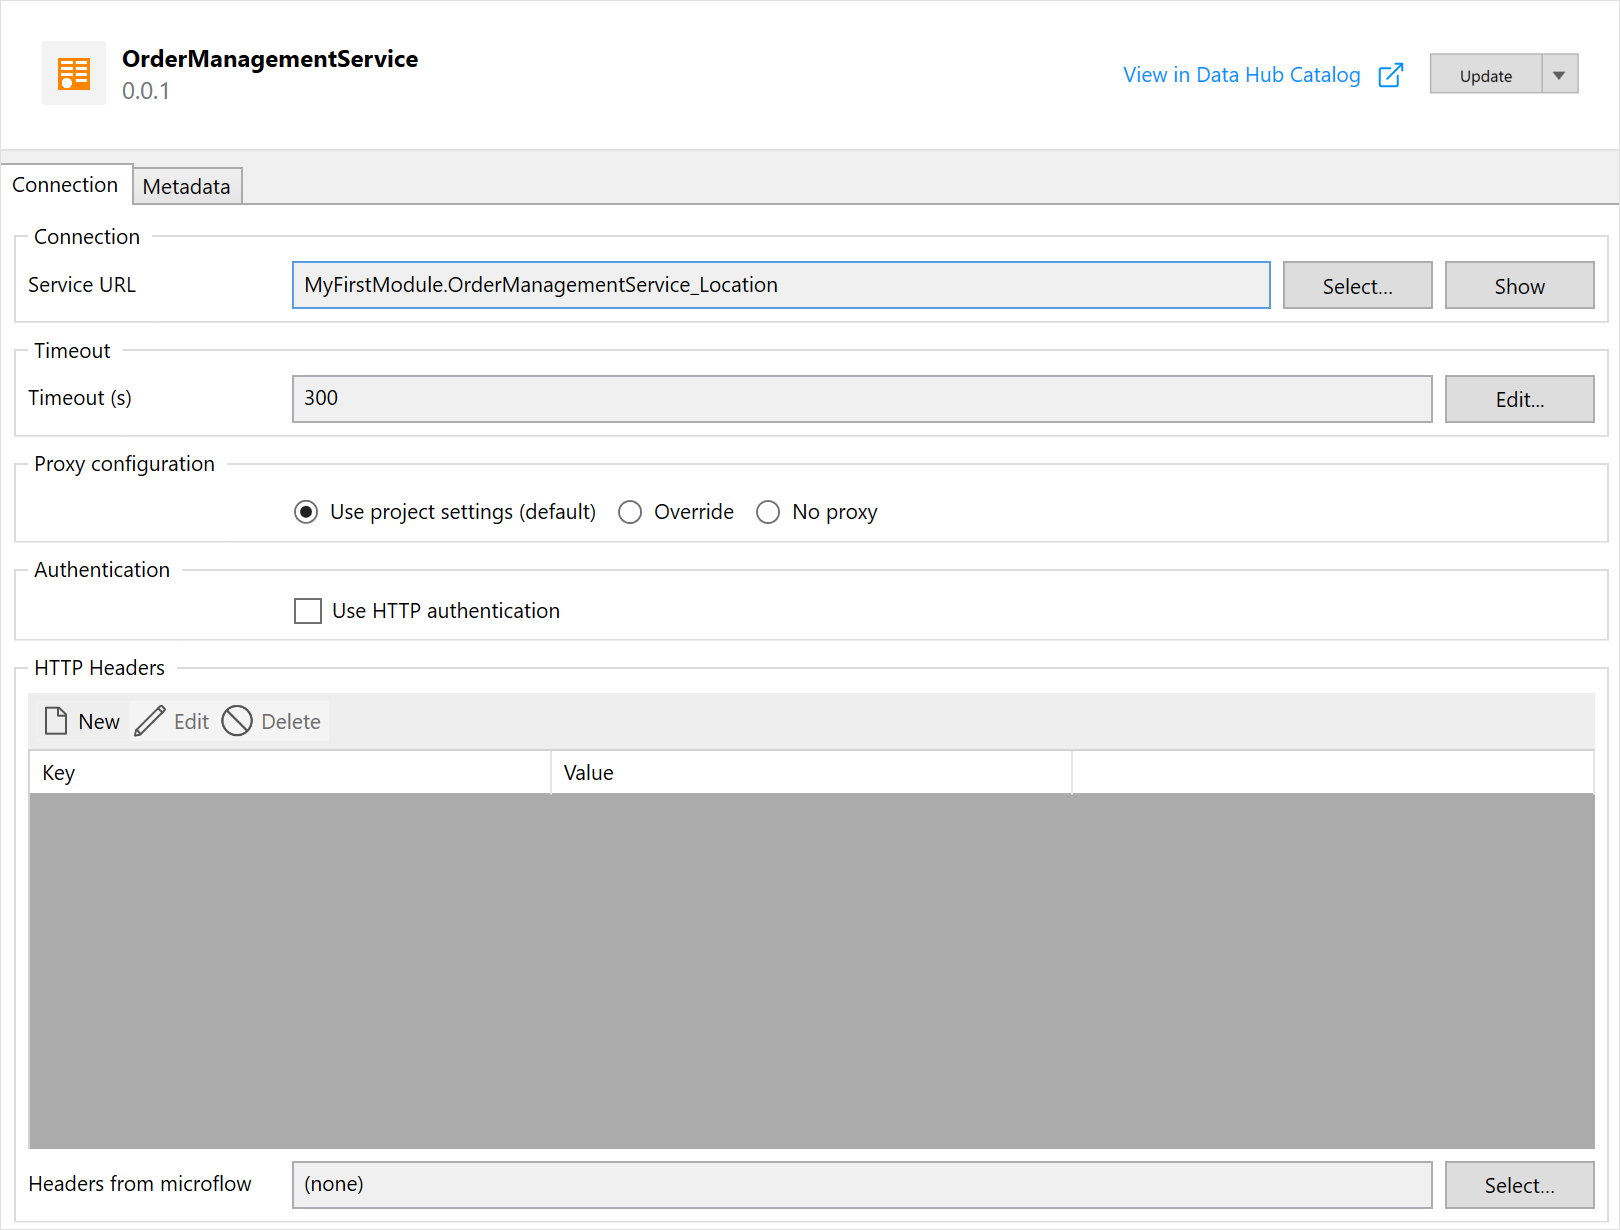 OrderManagementService
0.0.1
View in Data Hub Catalog
Update
Connection
Metadata
Connection
Service URL
MyFirstModule.OrderManagementService_Location
Select...
Show
Timeout
Timeout (s)
300
Edit...
Proxy configuration
Use project settings (default)
Override
No proxy
Authentication
Use HTTP authentication
HTTP Headers
New
Edit
Delete
Key
Value
Headers from microflow
(none)
Select...